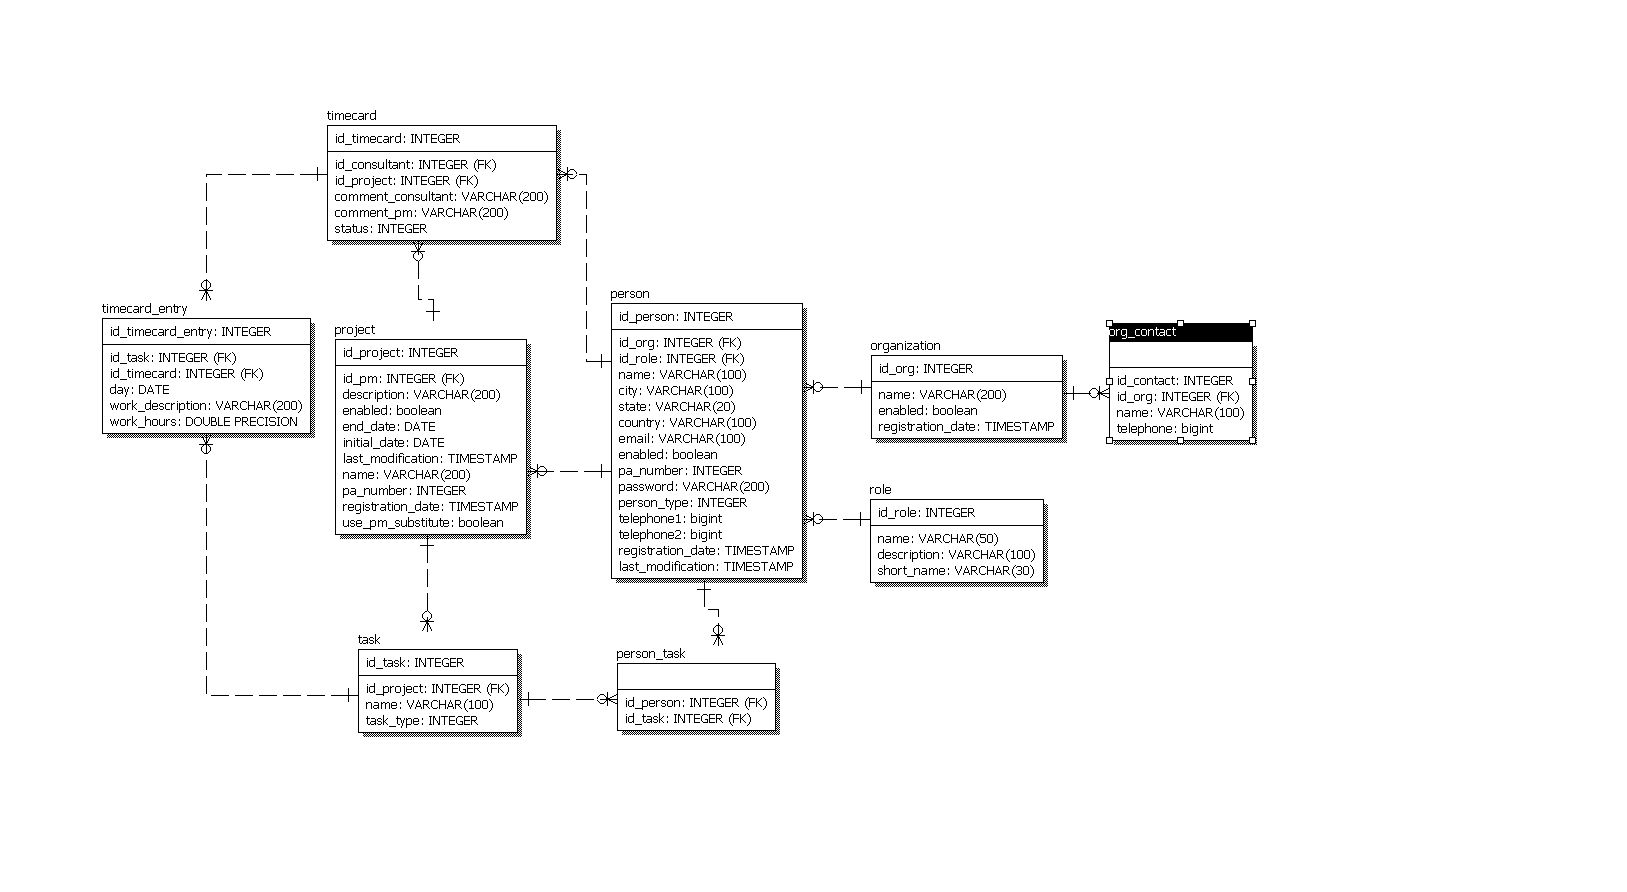 timecard
id_timecard: INTEGER
id_consultant: INTEGER (FK)
id_project: INTEGER (FK)
comment_consultant: VARCHAR(200)
comment_pm: VARCHAR(200)
status: INTEGER
timecard_entry
id_timecard_entry: INTEGER
id_task: INTEGER (FK)
id_timecard: INTEGER (FK)
day: DATE
work_description: VARCHAR(200)
work_hours: DOUBLE PRECISION
project
id_project: INTEGER
id_pm: INTEGER (FK)
description: VARCHAR(200)
enabled: boolean
end_date: DATE
initial_date: DATE
last_modification: TIMESTAMP
name: VARCHAR(200)
pa_number: INTEGER
registration_date: TIMESTAMP
use_pm_substitute: boolean
person
id_person: INTEGER
id_org: INTEGER (FK)
id_role: INTEGER (FK)
name: VARCHAR(100)
city: VARCHAR(100)
state: VARCHAR(20)
country: VARCHAR(100)
email: VARCHAR(100)
enabled: boolean
pa_number: INTEGER
password: VARCHAR(200)
person_type: INTEGER
telephone1: bigint
telephone2: bigint
registration_date: TIMESTAMP
last_modification: TIMESTAMP
organization
id_org: INTEGER
name: VARCHAR(200)
enabled: boolean
registration_date: TIMESTAMP
org_contact
id_contact: INTEGER
id_org: INTEGER (FK)
name: VARCHAR(100)
telephone: bigint
role
id_role: INTEGER
name: VARCHAR(50)
description: VARCHAR(100)
short_name: VARCHAR(30)
task
id_task: INTEGER
id_project: INTEGER (FK)
name: VARCHAR(100)
task_type: INTEGER
person_task
id_person: INTEGER (FK)
id_task: INTEGER (FK)